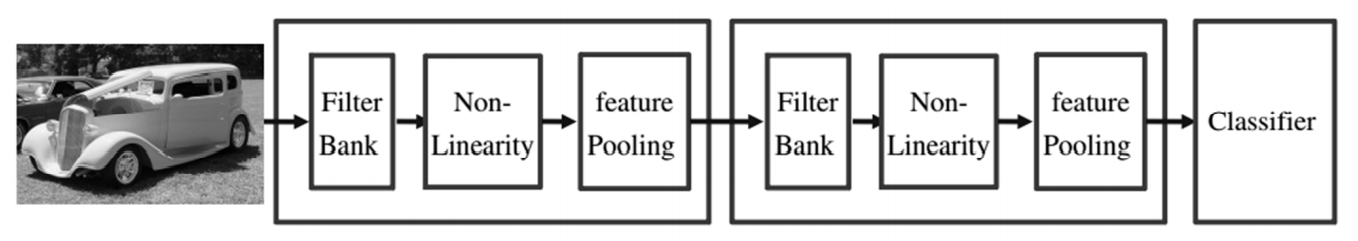 Filter
Bank
Non-
Linearity
feature
Pooling
Filter
Bank
Non-
Linearity
feature
Pooling
Classifier